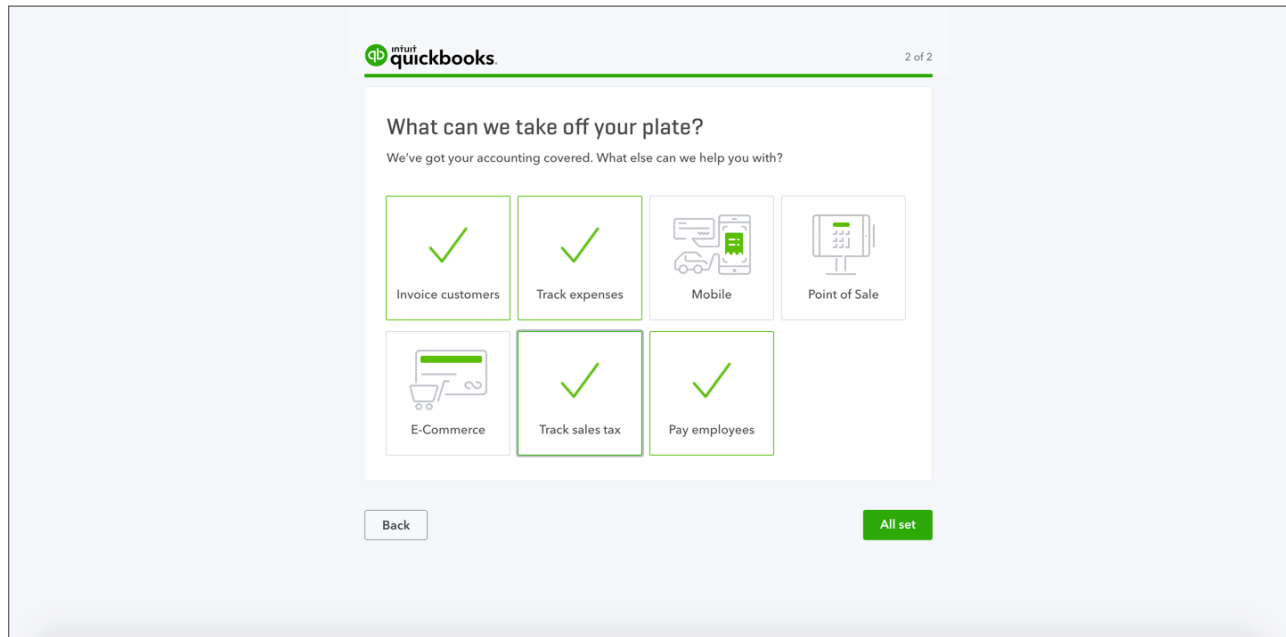 intuit
quickbooks.
2 of 2
What can we take off your plate?
We've got your accounting covered. What else can we help you with?
Invoice customers
Track expenses
Mobile
Point of Sale
E-Commerce
Track sales tax
Pay employees
Back
All set